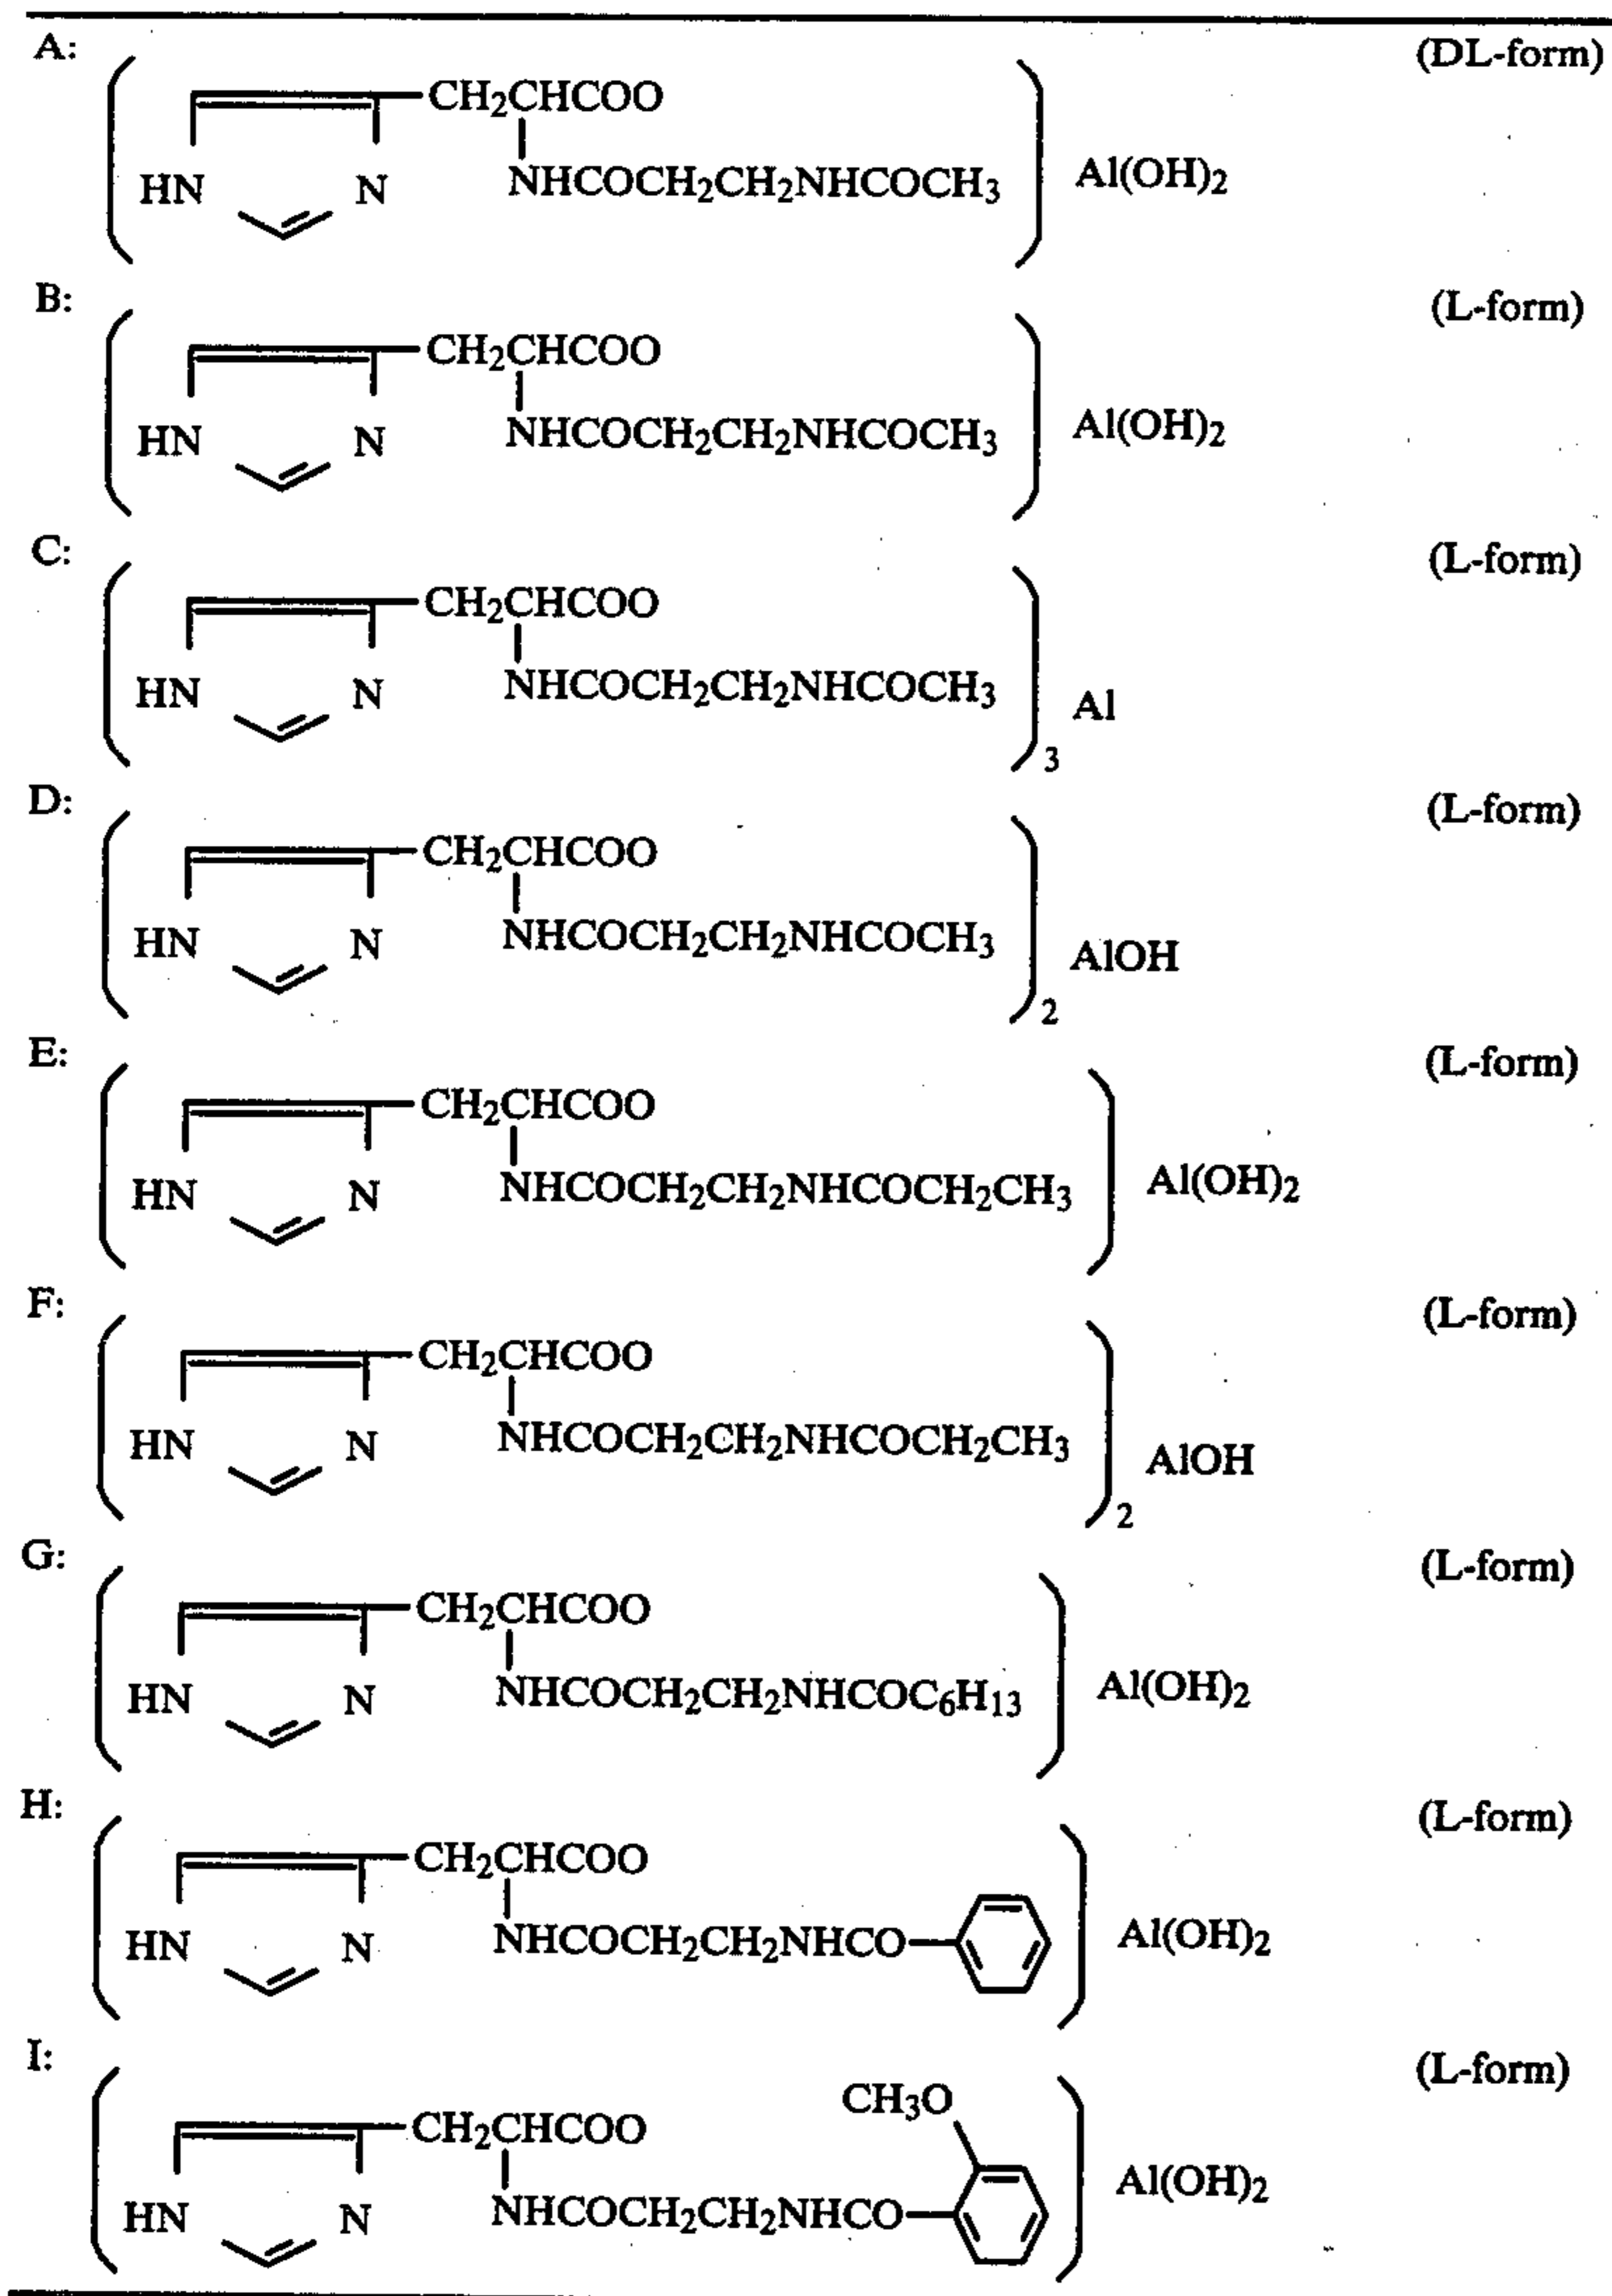 A: (DL-form)
CH2CHCOO
HN N NHCOCH2CH2NHCOCH3 Al(OH)2
B: (L-form)
CH2CHCOO
HN N NHCOCH2CH2NHCOCH3 Al(OH)2
C: (L-form)
CH2CHCOO
HN N NHCOCH2CH2NHCOCH3 Al
3
D: (L-form)
CH2CHCOO
HN N NHCOCH2CH2NHCOCH3 AlOH
2
E: (L-form)
CH2CHCOO
HN N NHCOCH2CH2NHCOCH2CH3 Al(OH)2
F: (L-form)
CH2CHCOO
HN N NHCOCH2CH2NHCOCH2CH3 AlOH
2
G: (L-form)
CH2CHCOO
HN N NHCOCH2CH2NHCOC6H13 Al(OH)2
H: (L-form)
CH2CHCOO
HN N NHCOCH2CH2NHCO Al(OH)2
I: (L-form)
CH3O
CH2CHCOO
HN N NHCOCH2CH2NHCO Al(OH)2